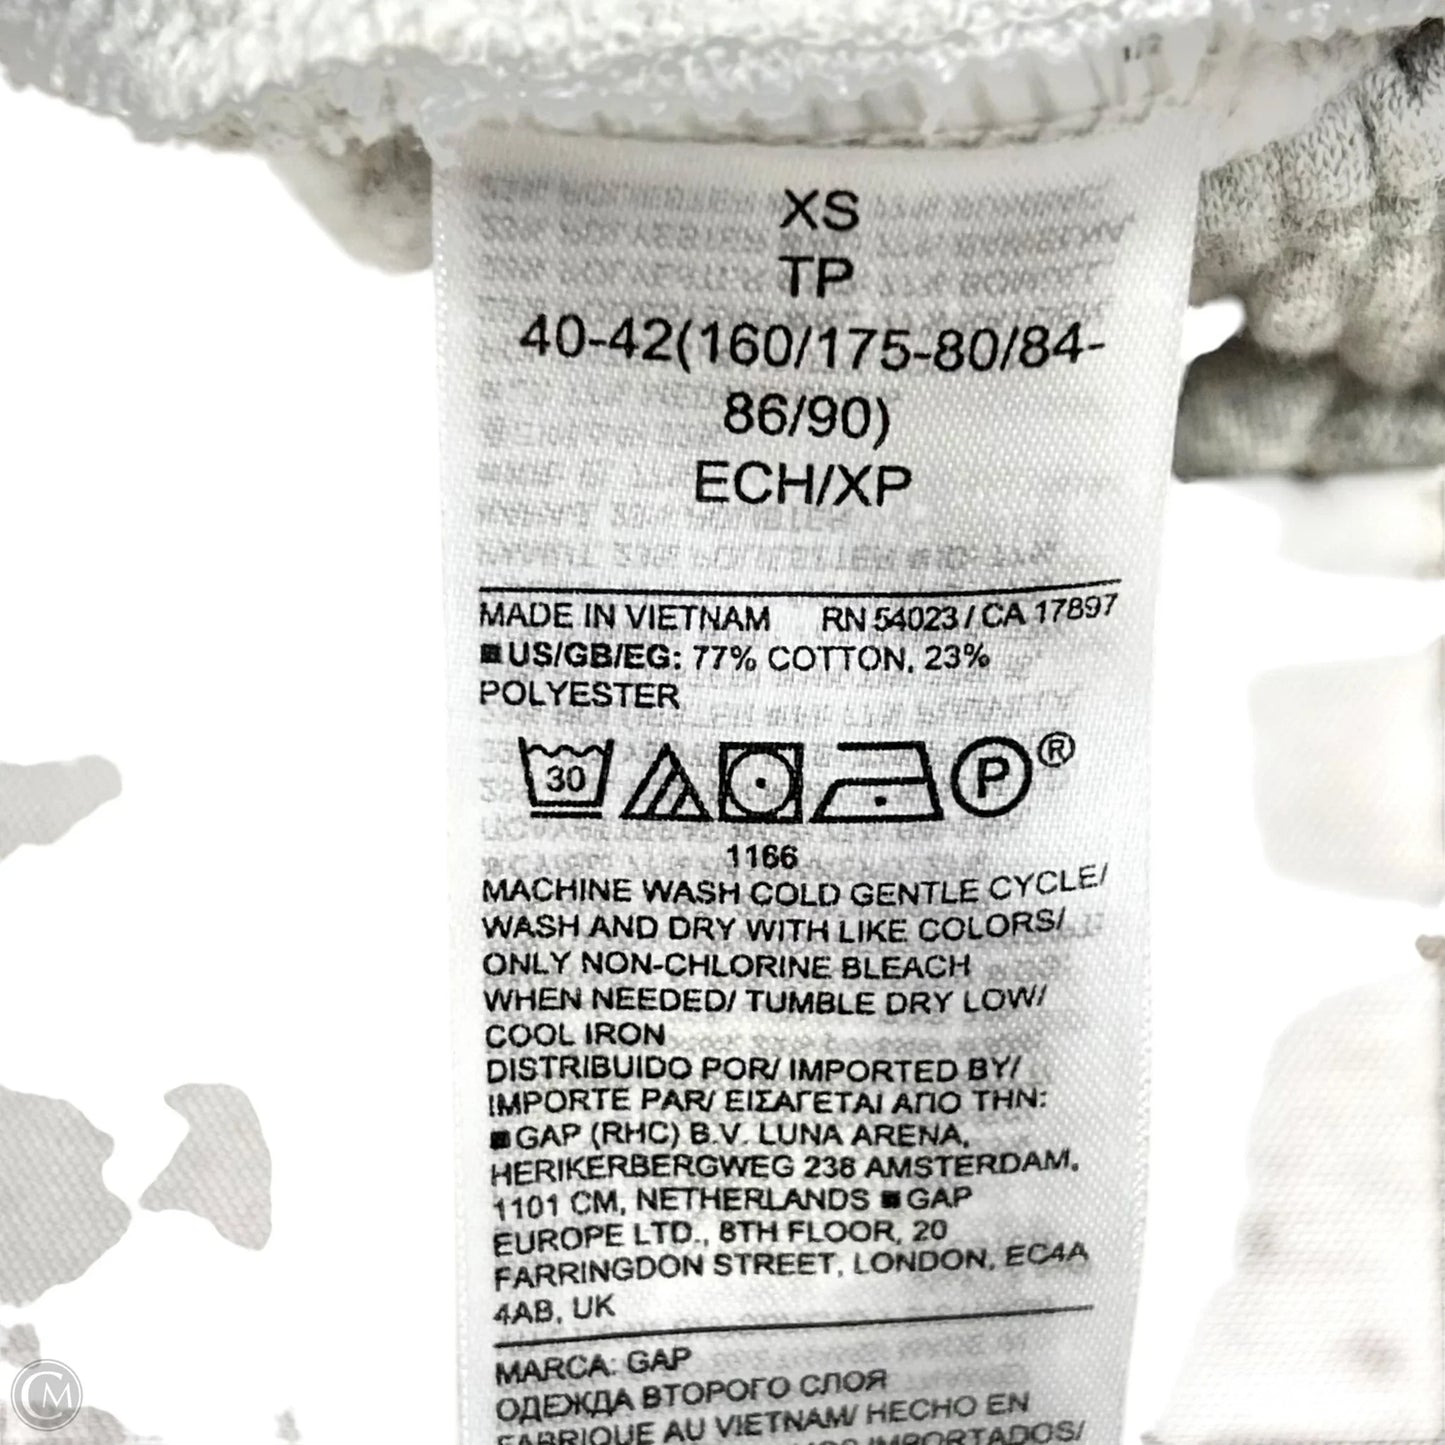 1/2
XS
TP
40-42(160/175-80/84-
86/90)
ECH/XP
MADE IN VIETNAM RN 54023 / CA 17897
■ US/GB/EG: 77% COTTON, 23%
POLYESTER
30 P ®
1166
MACHINE WASH COLD GENTLE CYCLE/
WASH AND DRY WITH LIKE COLORS/
ONLY NON-CHLORINE BLEACH
WHEN NEEDED/ TUMBLE DRY LOW/
COOL IRON
DISTRIBUIDO POR/ IMPORTED BY/
IMPORTE PAR/ ΕΙΣΑΓΕΤΑΙ ΑΠΟ ΤΗΝ:
■ GAP (RHC) B.V. LUNA ARENA,
HERIKERBERGWEG 238 AMSTERDAM,
1101 CM, NETHERLANDS ■ GAP
EUROPE LTD., 8TH FLOOR, 20
FARRINGDON STREET, LONDON, EC4A
4AB, UK
MARCA: GAP
ОДЕЖДА ВТОРОГО СЛОЯ
FABRIQUE AU VIETNAM/ HECHO EN
IMPORTADOS/
CM